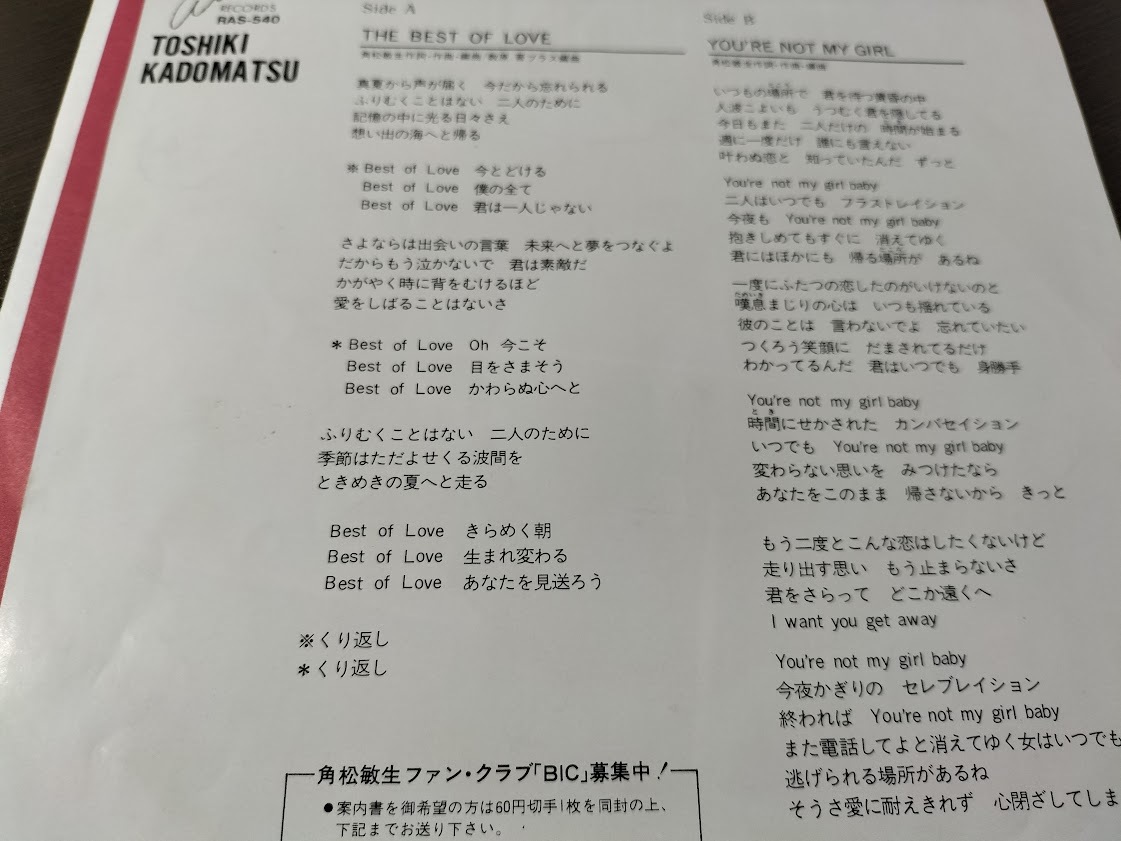 RECORDS
RAS-540
TOSHIKI
KADOMATSU
Side A
THE BEST OF LOVE
真夏から声が届く　今だから忘れられる
ふりむくことはない　二人のために
記憶の中に光る日々さえ
想い出の海へと帰る
※Best of Love　今とどける
Best of Love　僕の全て
Best of Love　君は一人じゃない
さよならは出会いの言葉　未来へと夢をつなぐよ
だからもう泣かないで　君は素敵だ
かがやく時に背をむけるほど
愛をしばることはないさ
＊Best of Love　Oh 今こそ
Best of Love　目をさまそう
Best of Love　かわらぬ心へと
ふりむくことはない　二人のために
季節はただよせくる波間を
ときめきの夏へと走る
Best of Love　きらめく朝
Best of Love　生まれ変わる
Best of Love　あなたを見送ろう
※くり返し
＊くり返し
Side B
YOU'RE NOT MY GIRL
角松敏生作詞・作曲・編曲
いつもの場所で　君を待つ黄昏の中
人波こよいも　うつむく君を隠してる
今日もまた　二人だけの　時間が始まる
週に一度だけ　誰にも言えない
叶わぬ恋と　知っていたんだ　ずっと
You're not my girl baby
二人はいつでも　フラストレイション
今夜も　You're not my girl baby
抱きしめてもすぐに　消えてゆく
君にはほかにも　帰る場所が　あるね
一度にふたつの恋したのがいけないのと
嘆息まじりの心は　いつも揺れている
彼のことは　言わないでよ　忘れていたい
つくろう笑顔に　だまされてるだけ
わかってるんだ　君はいつでも　身勝手
You're not my girl baby
時間にせかされた　カンバセイション
いつでも　You're not my girl baby
変わらない思いを　みつけたなら
あなたをこのまま　帰さないから　きっと
もう二度とこんな恋はしたくないけど
走り出す思い　もう止まらないさ
君をさらって　どこか遠くへ
I want you get away
You're not my girl baby
今夜かぎりの　セレブレイション
終われば　You're not my girl baby
また電話してよと消えてゆく女はいつでも
逃げられる場所があるね
そうさ愛に耐えきれず　心閉ざしてしま
角松敏生ファン・クラブ「BIC」募集中!
●案内書を御希望の方は60円切手1枚を同封の上、
下記までお送り下さい。